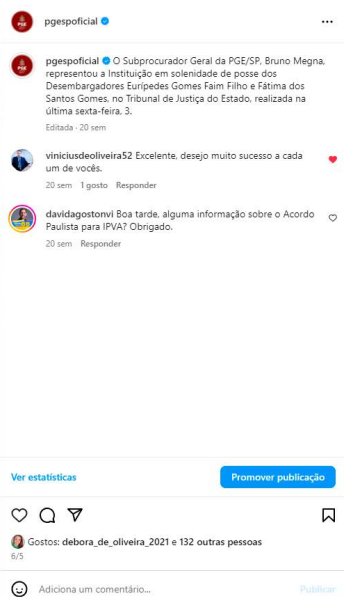 pgespoficial
pgespoficial O Subprocurador Geral da PGE/SP, Bruno Megna,
representou a Instituição em solenidade de posse dos
Desembargadores Eurípedes Gomes Faim Filho e Fátima dos
Santos Gomes, no Tribunal de Justiça do Estado, realizada na
última sexta-feira, 3.
Editada · 20 sem
viniciusdeoliveira52 Excelente, desejo muito sucesso a cada
um de vocês.
20 sem 1 gosto Responder
davidagostonvi Boa tarde, alguma informação sobre o Acordo
Paulista para IPVA? Obrigado.
20 sem Responder
Ver estatísticas Promover publicação
Gostos: debora_de_oliveira_2021 e 132 outras pessoas
6/5
Adiciona um comentário... Publicar